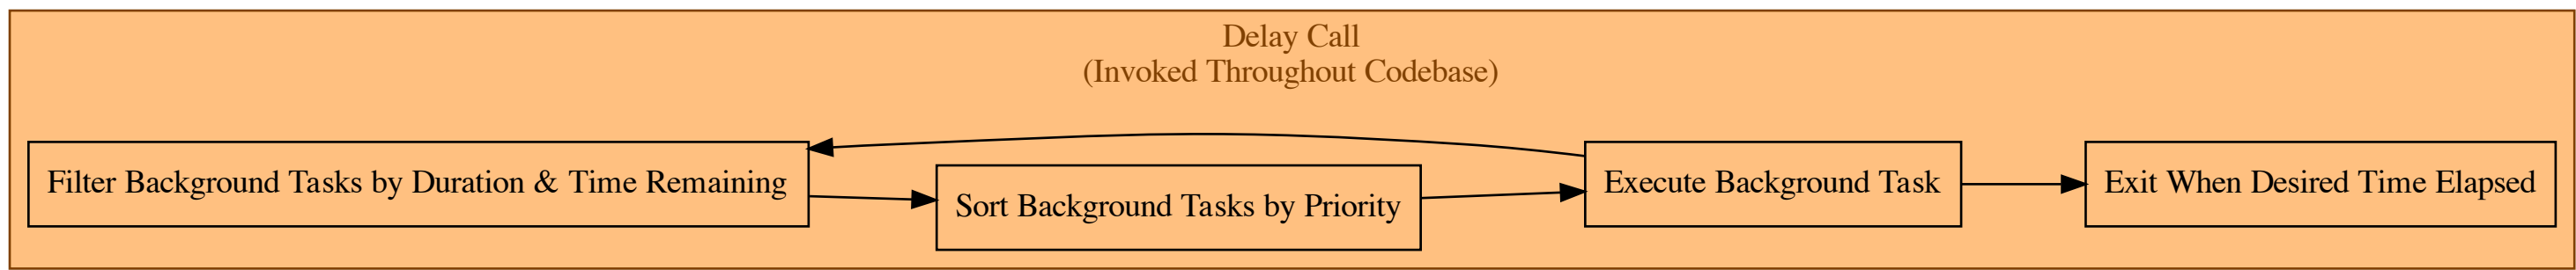 Delay Call
(Invoked Throughout Codebase)
Filter Background Tasks by Duration & Time Remaining
Sort Background Tasks by Priority
Execute Background Task
Exit When Desired Time Elapsed